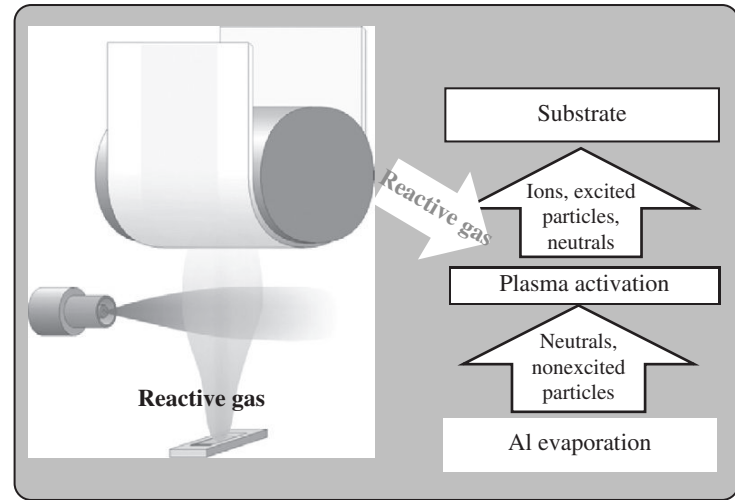 Reactive gas
Substrate
Reactive gas
Ions, excited
particles,
neutrals
Plasma activation
Neutrals,
nonexcited
particles
Al evaporation